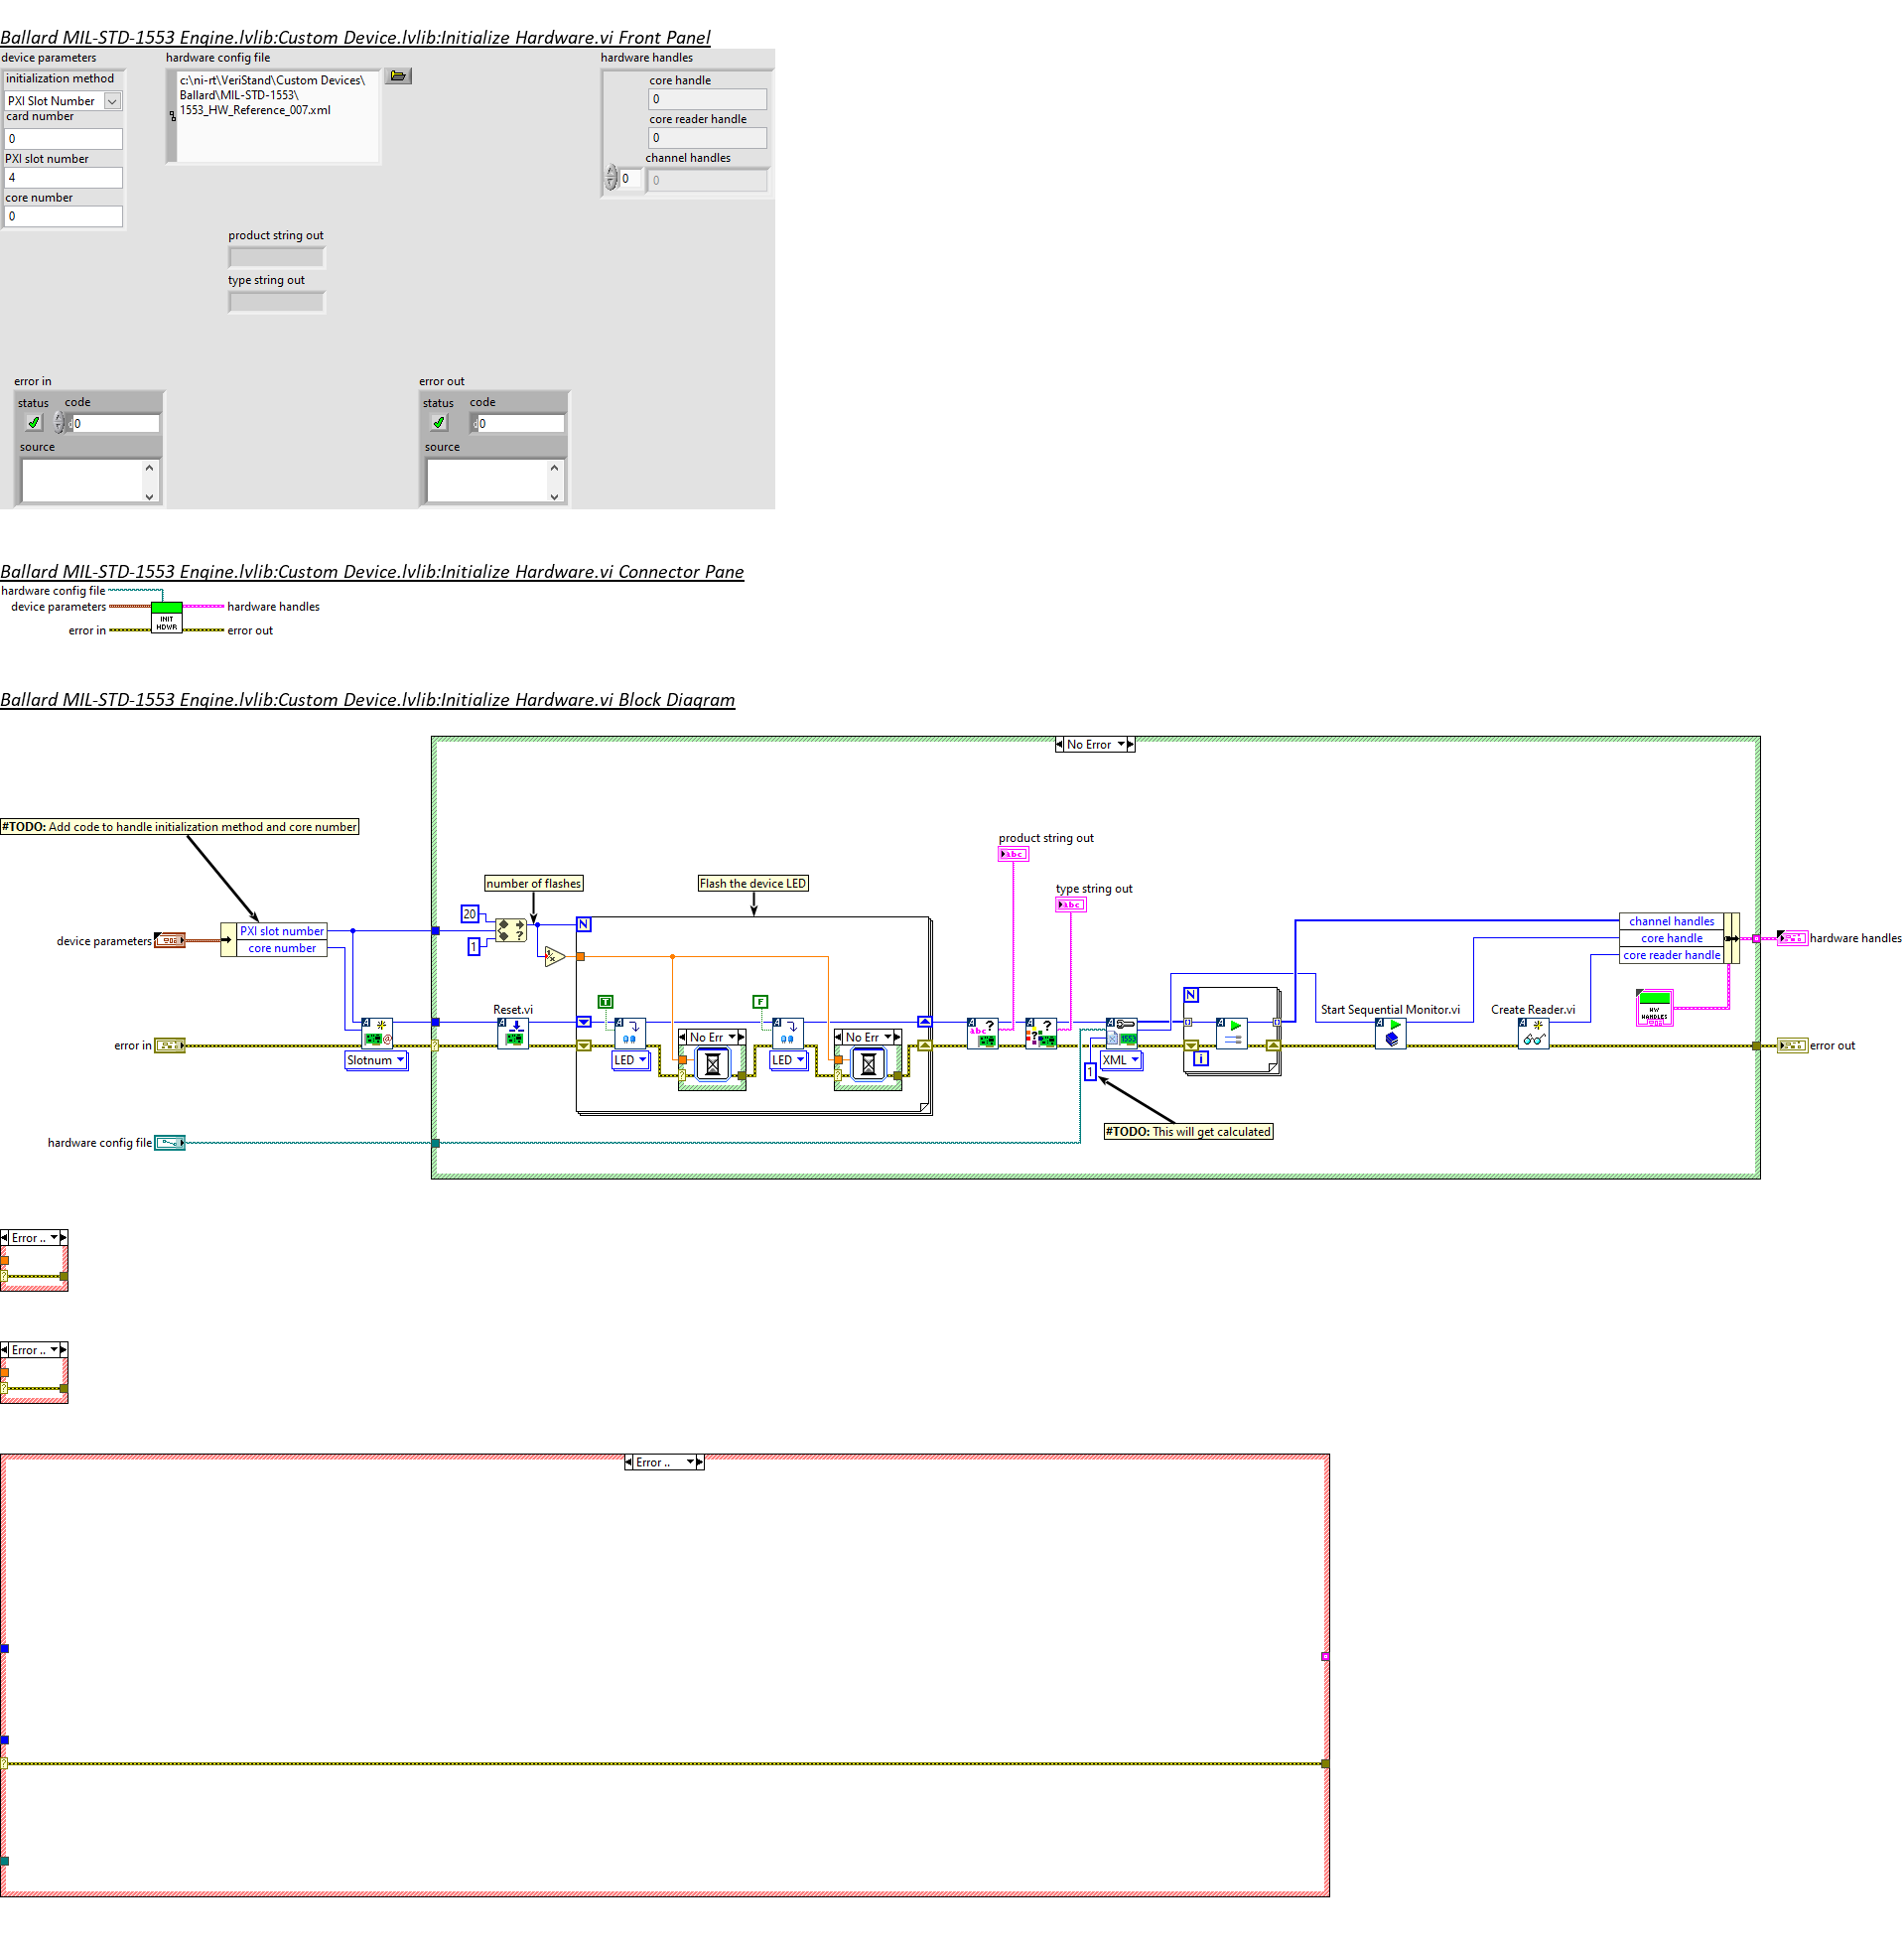 Ballard MIL-STD-1553 Engine.lvlib:Custom Device.lvlib:Initialize Hardware.vi Front Panel
device parameters
initialization method
PXI Slot Number
card number
0
PXI slot number
4
core number
0
hardware config file
c:\ni-rt\VeriStand\Custom Devices\
Ballard\MIL-STD-1553\
1553_HW_Reference_007.xml
hardware handles
core handle
0
core reader handle
0
channel handles
0
0
product string out
type string out
error in
status
code
0
source
error out
status
code
0
source
Ballard MIL-STD-1553 Engine.lvlib:Custom Device.lvlib:Initialize Hardware.vi Connector Pane
hardware config file
device parameters
error in
INIT
HDWR
hardware handles
error out
Ballard MIL-STD-1553 Engine.lvlib:Custom Device.lvlib:Initialize Hardware.vi Block Diagram
No Error
#TODO: Add code to handle initialization method and core number
product string out
abc
type string out
abc
number of flashes
Flash the device LED
20
1
N
device parameters
PXI slot number
core number
channel handles
core handle
core reader handle
hardware handles
T
F
N
HW
HANDLES
Reset.vi
Start Sequential Monitor.vi
Create Reader.vi
error in
Slotnum
LED
No Err
LED
No Err
abc
1553
XML
1
i
error out
#TODO: This will get calculated
hardware config file
Error ..
Error ..
Error ..